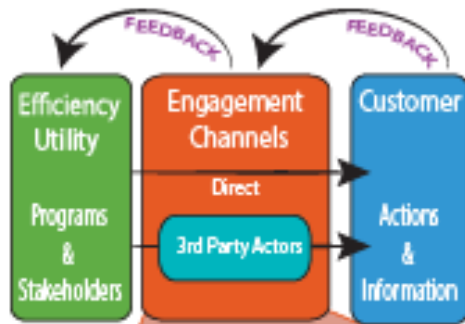 FEEDBACK
FEEDBACK
Efficiency
Utility
Programs
&
Stakeholders
Engagement
Channels
Direct
3rd Party Actors
Customer
Actions
&
Information